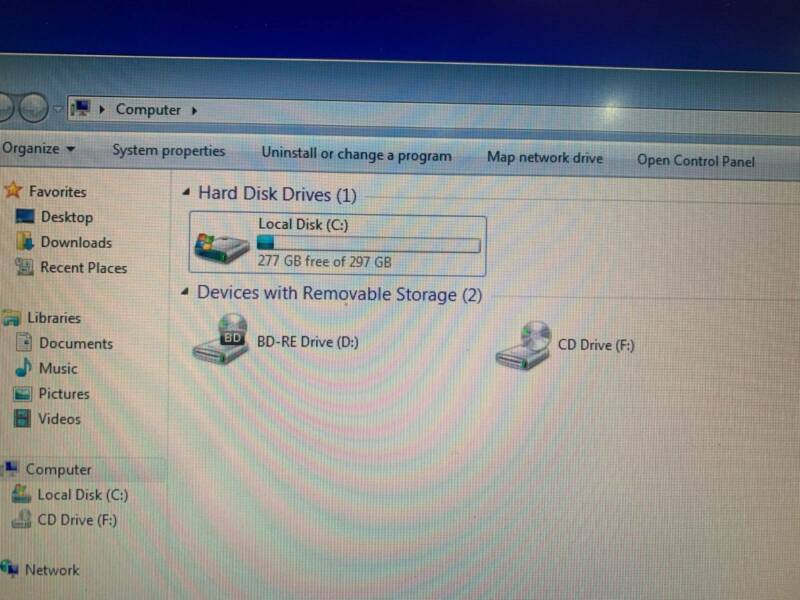 Computer
Organize
System properties
Uninstall or change a program
Map network drive
Open Control Panel
Favorites
Desktop
Downloads
Recent Places
Libraries
Documents
Music
Pictures
Videos
Computer
Local Disk (C:)
CD Drive (F:)
Network
Hard Disk Drives (1)
Local Disk (C:)
277 GB free of 297 GB
Devices with Removable Storage (2)
BD
BD-RE Drive (D:)
CD Drive (F:)